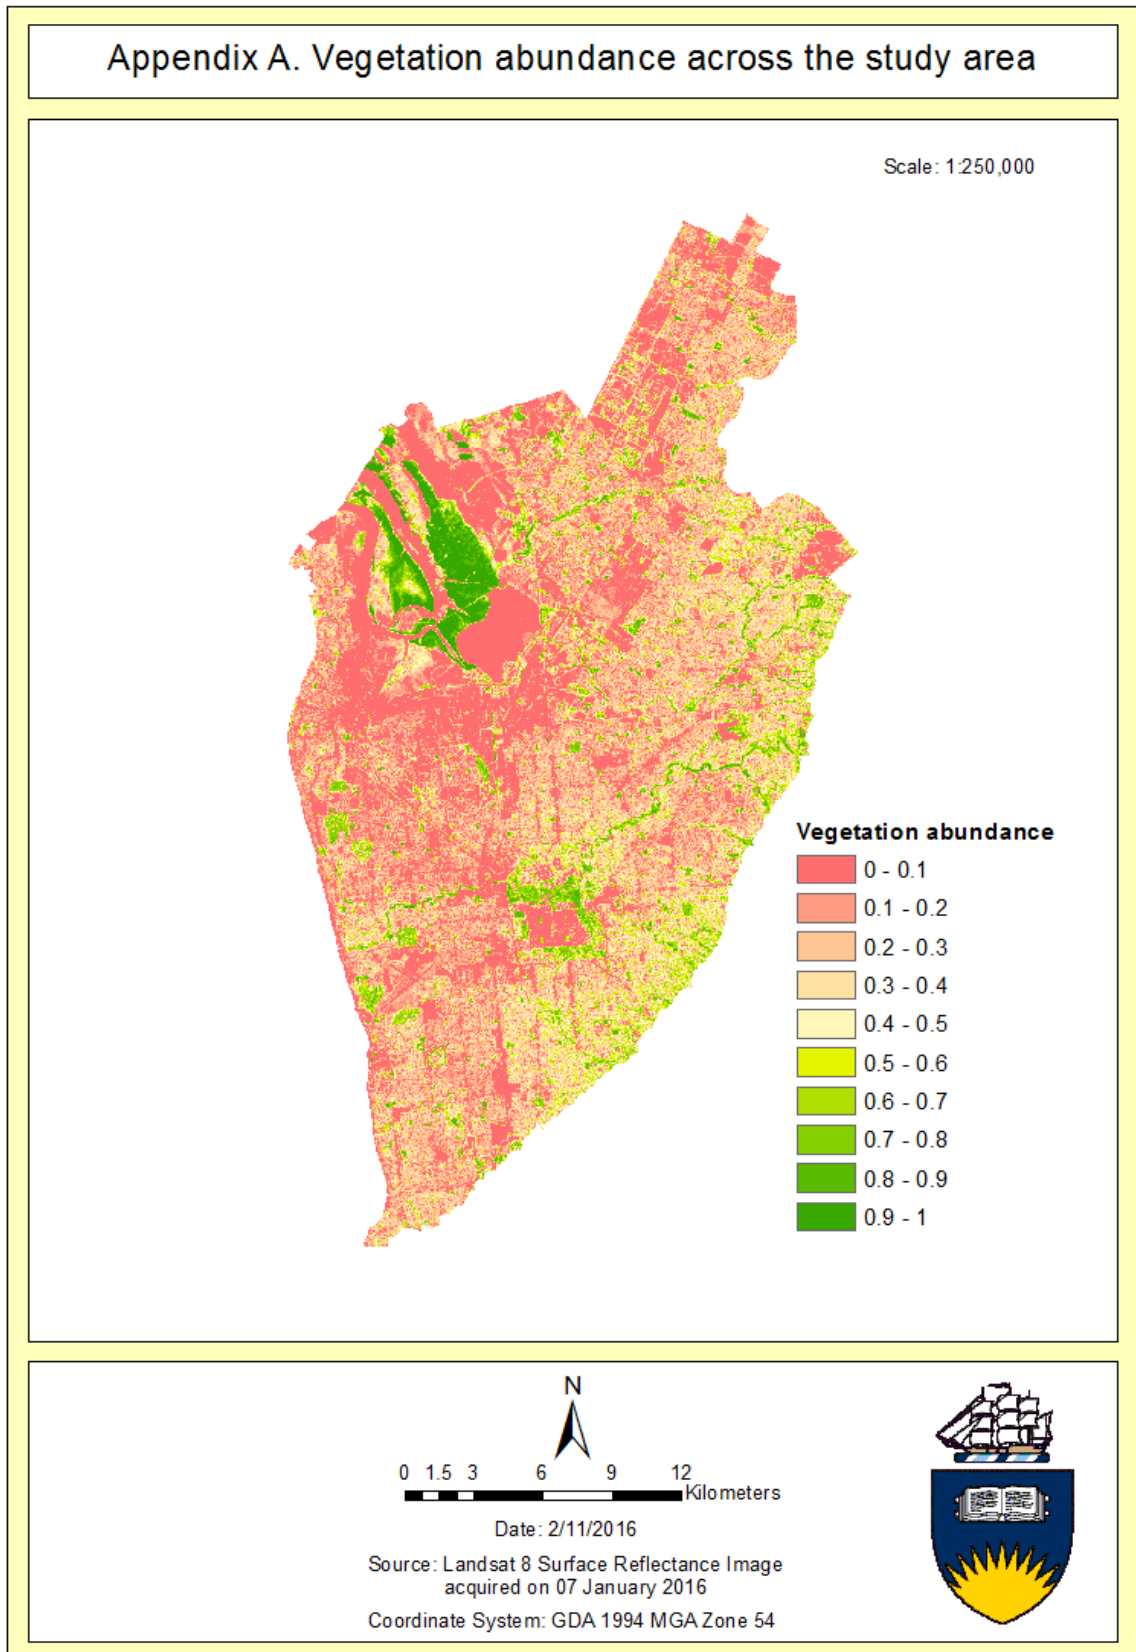 Appendix A. Vegetation abundance across the study area
Scale: 1:250,000
Vegetation abundance
0 - 0.1
0.1 - 0.2
0.2 - 0.3
0.3 - 0.4
0.4 - 0.5
0.5 - 0.6
0.6 - 0.7
0.7 - 0.8
0.8 - 0.9
0.9 - 1
N
0 1.5 3 6 9 12
Kilometers
Date: 2/11/2016
Source: Landsat 8 Surface Reflectance Image
acquired on 07 January 2016
Coordinate System: GDA 1994 MGA Zone 54